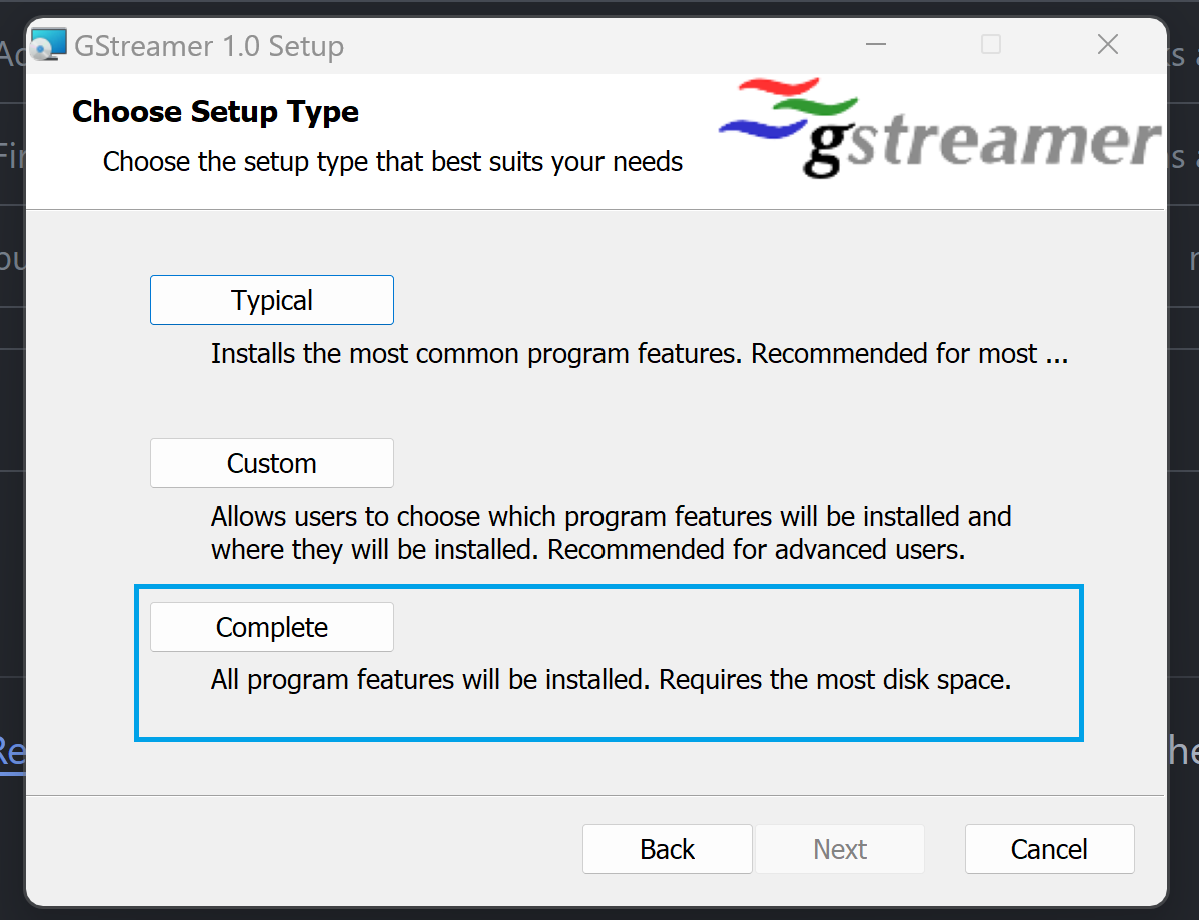 GStreamer 1.0 Setup
Choose Setup Type
Choose the setup type that best suits your needs
gstreamer
Typical
Installs the most common program features. Recommended for most ...
Custom
Allows users to choose which program features will be installed and
where they will be installed. Recommended for advanced users.
Complete
All program features will be installed. Requires the most disk space.
Back
Next
Cancel